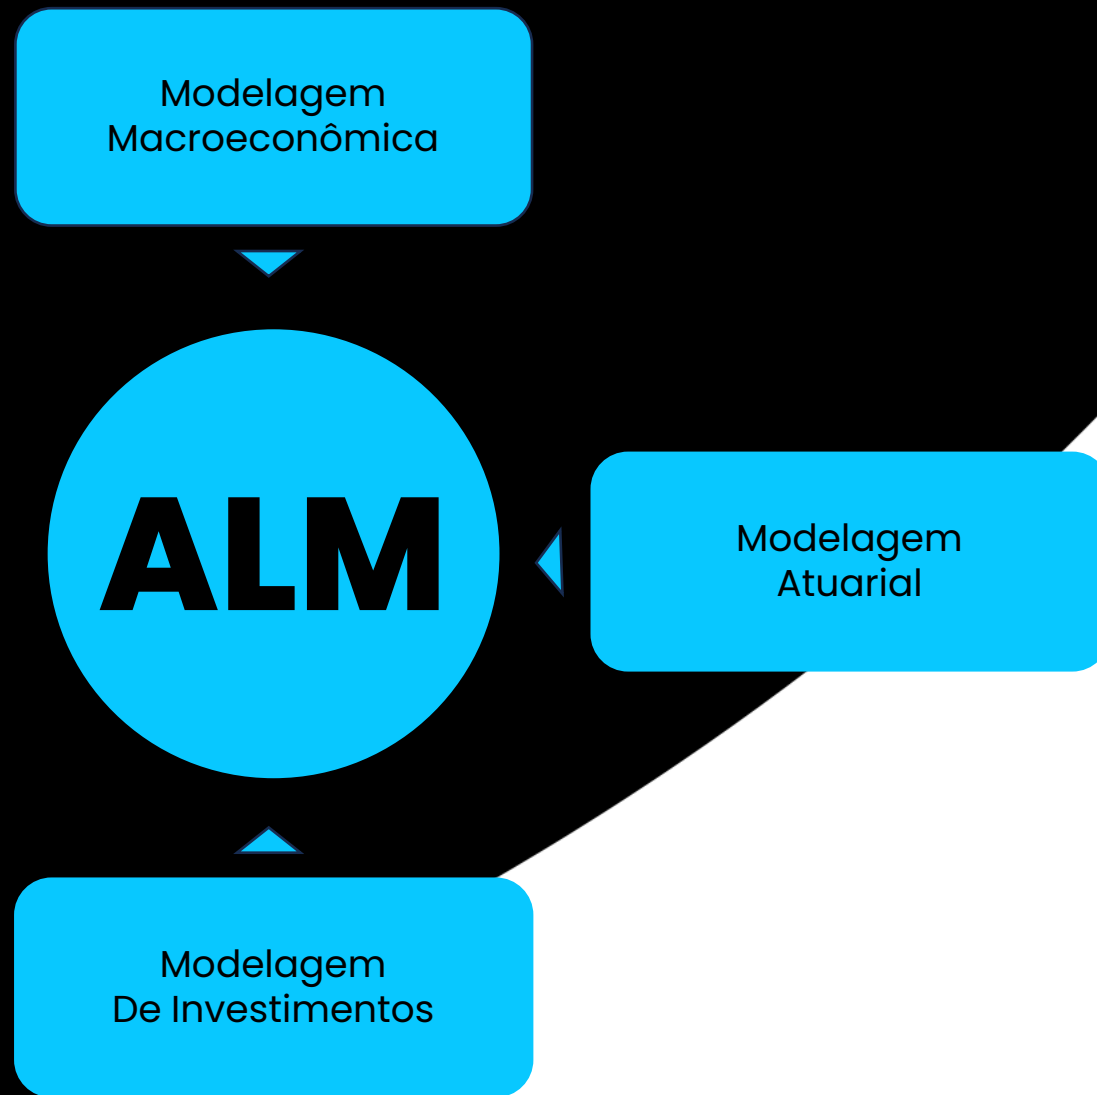 Modelagem
Macroeconômica
ALM
Modelagem
Atuarial
Modelagem
De Investimentos